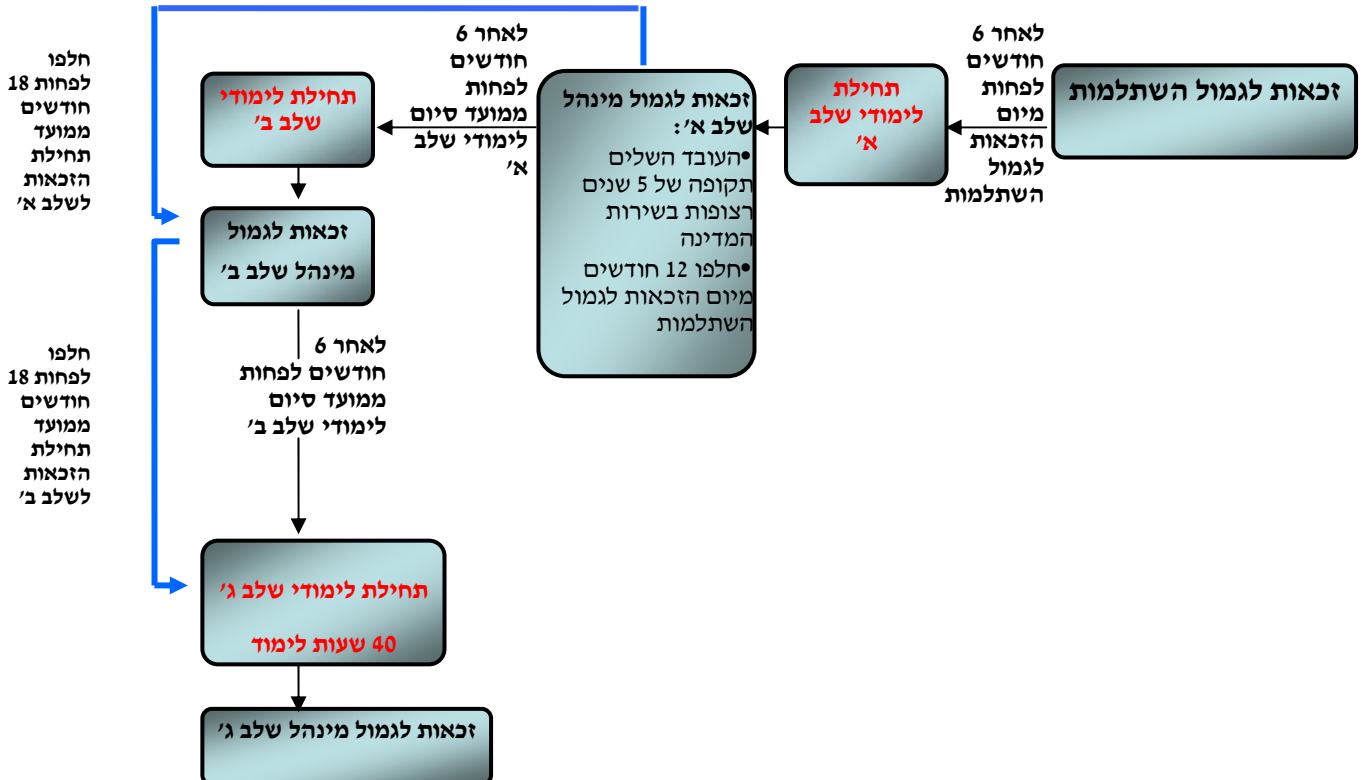 זכאות לגמול השתלמות
לאחר 6
חודשים
לפחות
מיום
הזכאות
לגמול
השתלמות
תחילת
לימודי שלב
א'
זכאות לגמול מינהל
שלב א':
•העובד השלים
תקופה של 5 שנים
רצופות בשירות
המדינה
•חלפו 12 חודשים
מיום הזכאות לגמול
השתלמות
לאחר 6
חודשים
לפחות
ממועד סיום
לימודי שלב
א'
תחילת לימודי
שלב ב'
חלפו
לפחות 18
חודשים
ממועד
תחילת
הזכאות
לשלב א'
זכאות לגמול
מינהל שלב ב'
לאחר 6
חודשים לפחות
ממועד סיום
לימודי שלב ב'
חלפו
לפחות 18
חודשים
ממועד
תחילת
הזכאות
לשלב ב'
תחילת לימודי שלב ג'
40 שעות לימוד
זכאות לגמול מינהל שלב ג'